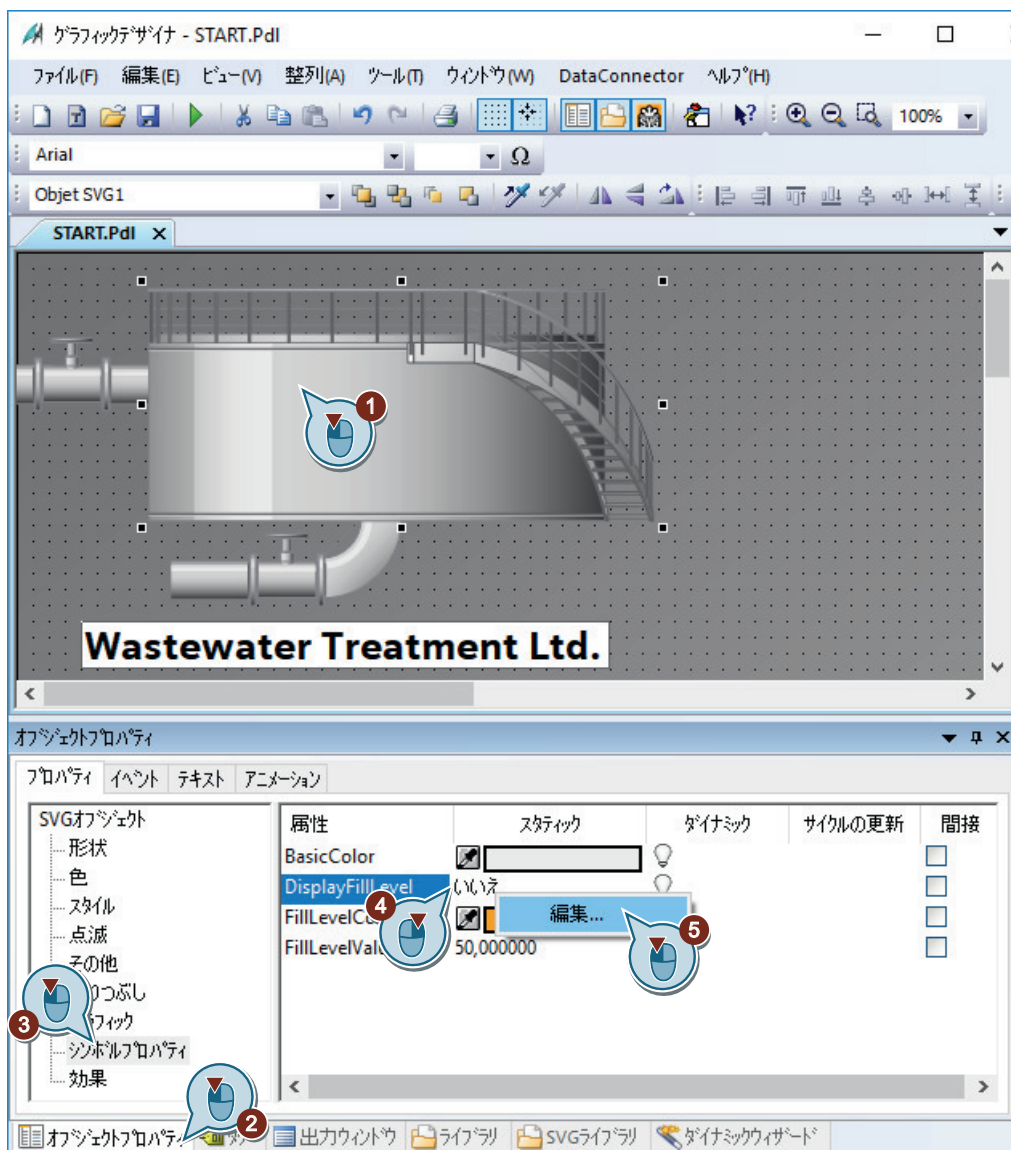 グラフィックデザイナ - START.Pdl
ファイル(F) 編集(E) ビュー(V) 整列(A) ツール(T) ウィンドウ(W) DataConnector ヘルプ(H)
100%
Arial
Ω
Objet SVG1
START.Pdl
1
Wastewater Treatment Ltd.
オブジェクトプロパティ
プロパティ イベント テキスト アニメーション
SVGオブジェクト
形状
色
スタイル
点滅
その他
つぶし
フィック
シンボルプロパティ
効果
属性 スタティック ダイナミック サイクルの更新 間接
BasicColor
DisplayFillLevel いいえ
編集...
FillLevelC
FillLevelVal 50,000000
4
5
3
2
オブジェクトプロパティ 出力ウィンドウ ライブラリ SVGライブラリ ダイナミックウィザード